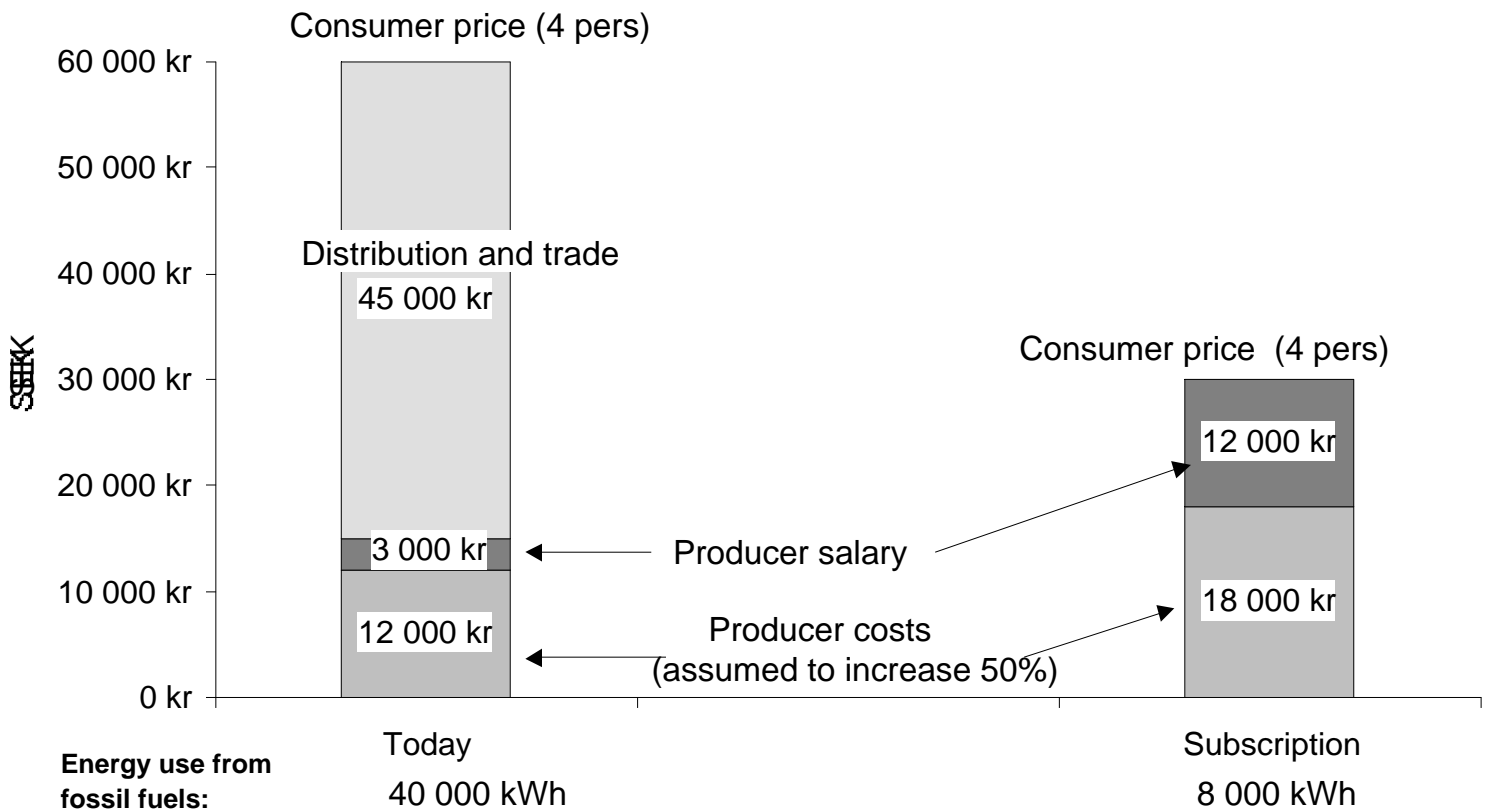 Consumer price (4 pers)
60 000 kr
50 000 kr
Distribution and trade
40 000 kr
45 000 kr
Consumer price (4 pers)
30 000 kr
12 000 kr
20 000 kr
3 000 kr
Producer salary
10 000 kr
18 000 kr
12 000 kr
Producer costs
(assumed to increase 50%)
0 kr
Today
Subscription
Energy use from
fossil fuels:
40 000 kWh
8 000 kWh